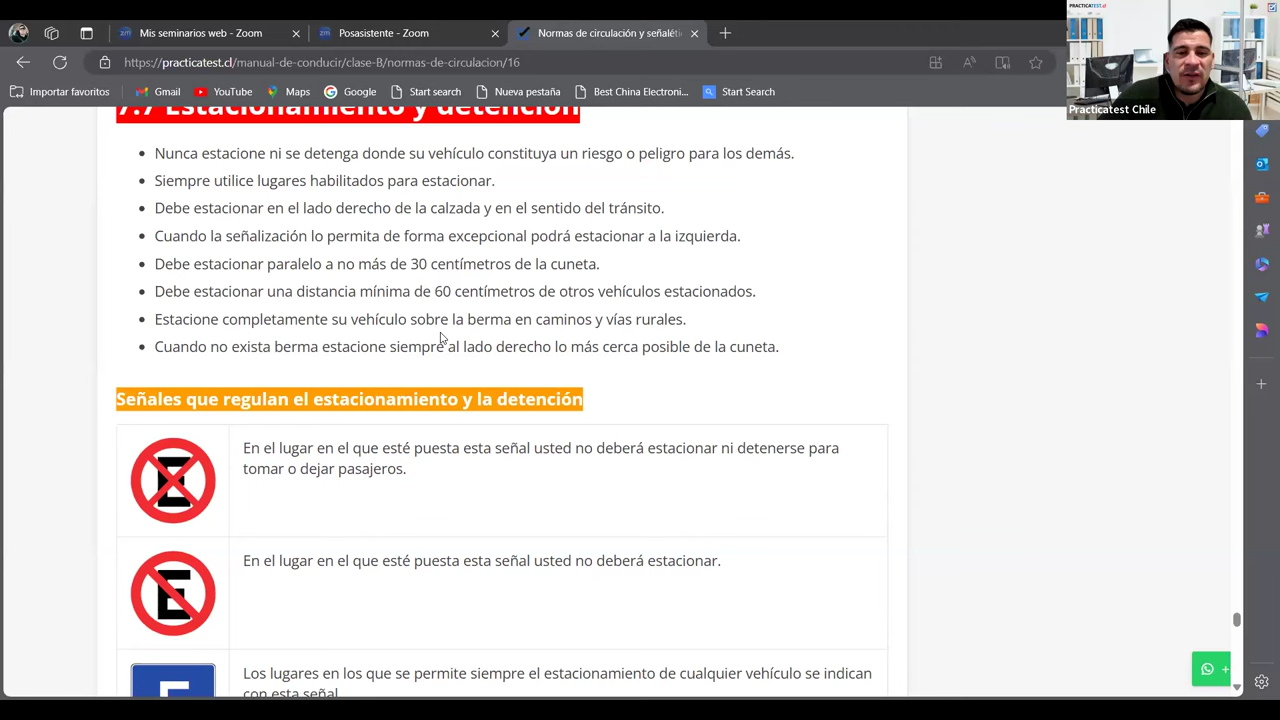 PRACTICATEST.cl
Mis seminarios web - Zoom
Posasistente - Zoom
Normas de circulación y señaléti
https://practicatest.cl/manual-de-conducir/clase-B/normas-de-circulacion/16
Importar favoritos
Gmail
YouTube
Maps
Google
Start search
Nueva pestaña
Best China Electroni...
Start Search
Practicatest Chile
7.7 Estacionamiento y detención
• Nunca estacione ni se detenga donde su vehículo constituya un riesgo o peligro para los demás.
• Siempre utilice lugares habilitados para estacionar.
• Debe estacionar en el lado derecho de la calzada y en el sentido del tránsito.
• Cuando la señalización lo permita de forma excepcional podrá estacionar a la izquierda.
• Debe estacionar paralelo a no más de 30 centímetros de la cuneta.
• Debe estacionar una distancia mínima de 60 centímetros de otros vehículos estacionados.
• Estacione completamente su vehículo sobre la berma en caminos y vías rurales.
• Cuando no exista berma estacione siempre al lado derecho lo más cerca posible de la cuneta.
Señales que regulan el estacionamiento y la detención
E
En el lugar en el que esté puesta esta señal usted no deberá estacionar ni detenerse para
tomar o dejar pasajeros.
E
En el lugar en el que esté puesta esta señal usted no deberá estacionar.
E
Los lugares en los que se permite siempre el estacionamiento de cualquier vehículo se indican
con esta señal.